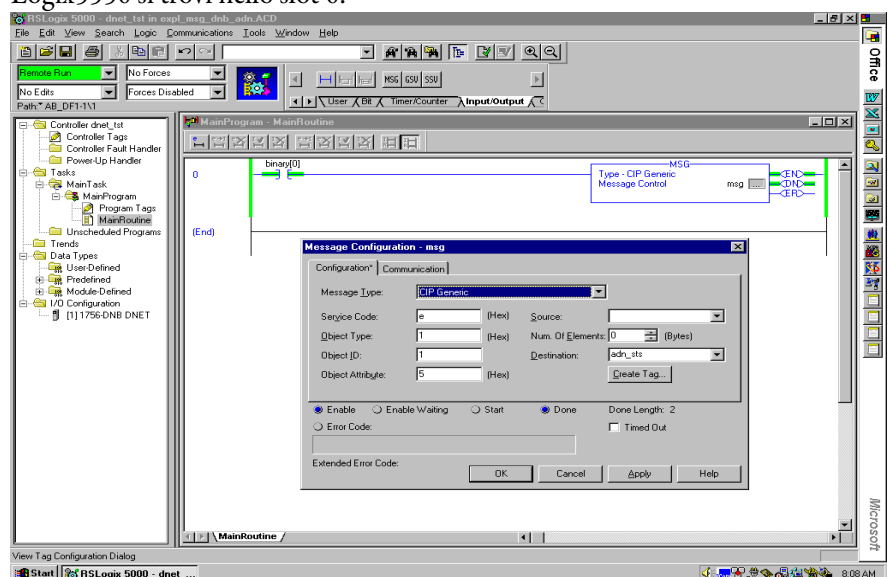 Logix5550 si trovi nello slot 0.
RSLogix 5000 - dnet_tst in expl_msg_dnb_adn.ACD
File Edit View Search Logic Communications Tools Window Help
Remote Run
No Forces
No Edits
Forces Disabled
Path:* AB_DF1-1\1
MSG GSV SSV
User Bit Timer/Counter Input/Output C
Office
Controller dnet_tst
Controller Tags
Controller Fault Handler
Power-Up Handler
Tasks
MainTask
MainProgram
Program Tags
MainRoutine
Unscheduled Programs
Trends
Data Types
User-Defined
Predefined
Module-Defined
I/O Configuration
[1] 1756-DNB DNET
MainProgram - MainRoutine
0
binary[0]
MSG
Type - CIP Generic
Message Control msg ...
EN
DN
ER
(End)
Message Configuration - msg
Configuration* Communication
Message Type: CIP Generic
Service Code: e (Hex) Source:
Object Type: 1 (Hex) Num. Of Elements: 0 (Bytes)
Object ID: 1 Destination: adn_sts
Object Attribute: 5 (Hex) Create Tag...
Enable Enable Waiting Start Done Done Length: 2
Error Code: Timed Out
Extended Error Code:
OK Cancel Apply Help
MainRoutine
View Tag Configuration Dialog
Microsoft
Start RSLogix 5000 - dnet ... 8:08 AM